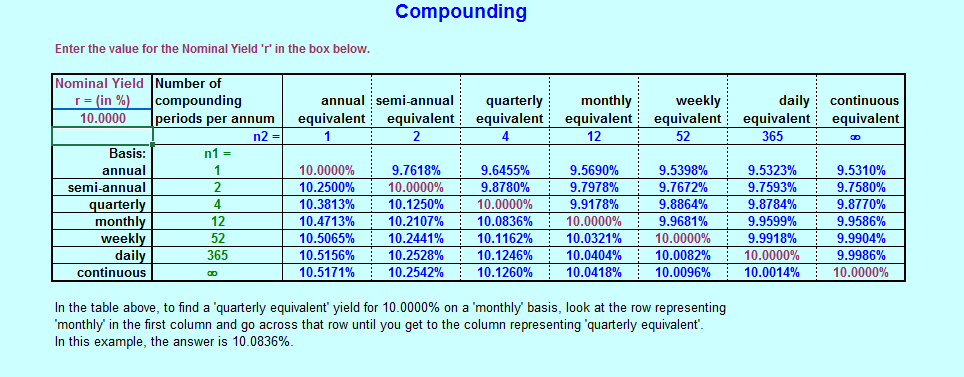 Compounding
Enter the value for the Nominal Yield 'r' in the box below.
Nominal Yield Number of
r = (in %) compounding annual semi-annual quarterly monthly weekly daily continuous
10.0000 periods per annum equivalent equivalent equivalent equivalent equivalent equivalent equivalent
n2 = 1 2 4 12 52 365 ∞
Basis: n1 =
annual 1 10.0000% 9.7618% 9.6455% 9.5690% 9.5398% 9.5323% 9.5310%
semi-annual 2 10.2500% 10.0000% 9.8780% 9.7978% 9.7672% 9.7593% 9.7580%
quarterly 4 10.3813% 10.1250% 10.0000% 9.9178% 9.8864% 9.8784% 9.8770%
monthly 12 10.4713% 10.2107% 10.0836% 10.0000% 9.9681% 9.9599% 9.9586%
weekly 52 10.5065% 10.2441% 10.1162% 10.0321% 10.0000% 9.9918% 9.9904%
daily 365 10.5156% 10.2528% 10.1246% 10.0404% 10.0082% 10.0000% 9.9986%
continuous ∞ 10.5171% 10.2542% 10.1260% 10.0418% 10.0096% 10.0014% 10.0000%
In the table above, to find a 'quarterly equivalent' yield for 10.0000% on a 'monthly' basis, look at the row representing
'monthly' in the first column and go across that row until you get to the column representing 'quarterly equivalent'.
In this example, the answer is 10.0836%.